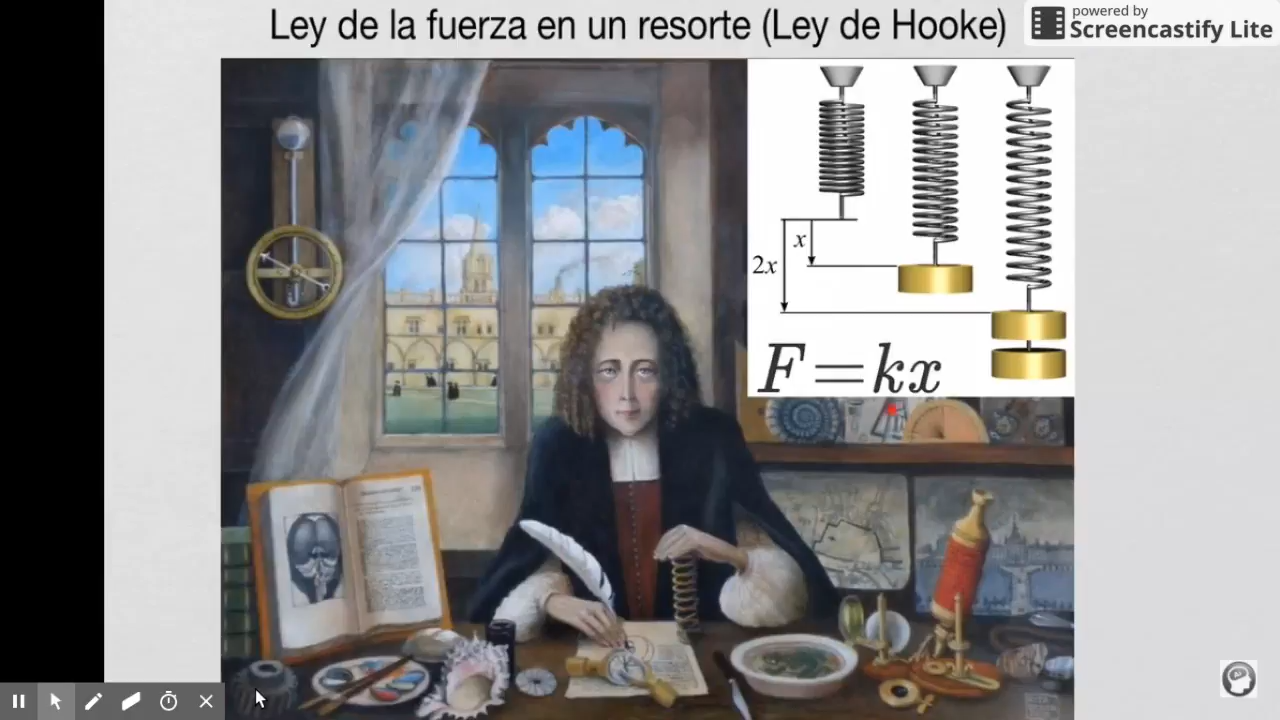 Ley de la fuerza en un resorte (Ley de Hooke)
powered by
Screencastify Lite
x
2x
F = kx